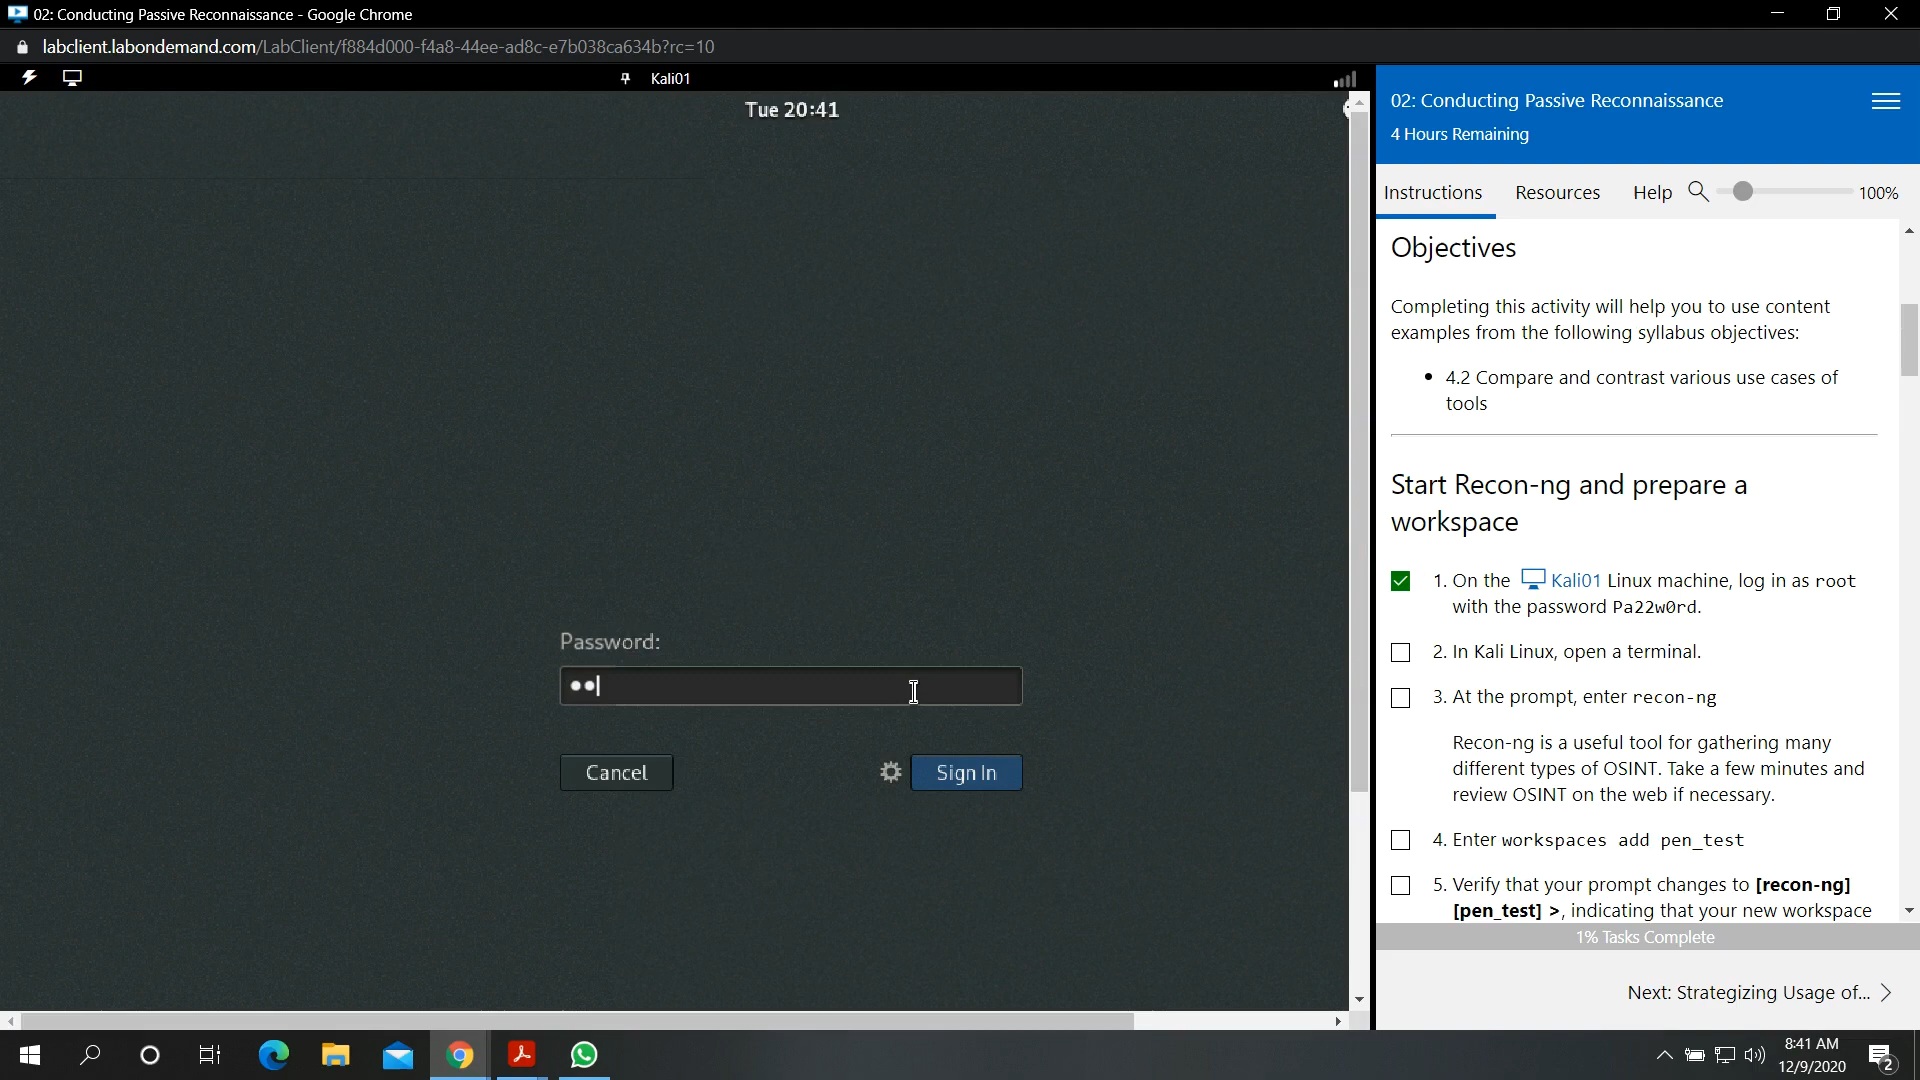 02: Conducting Passive Reconnaissance - Google Chrome
labclient.labondemand.com/LabClient/f884d000-f4a8-44ee-ad8c-e7b038ca634b?rc=10
Kali01
Tue 20:41
Password:
Cancel
Sign In
02: Conducting Passive Reconnaissance
4 Hours Remaining
Instructions
Resources
Help
100%
Objectives
Completing this activity will help you to use content
examples from the following syllabus objectives:
• 4.2 Compare and contrast various use cases of
tools
Start Recon-ng and prepare a
workspace
1. On the Kali01 Linux machine, log in as root
with the password Pa22w0rd.
2. In Kali Linux, open a terminal.
3. At the prompt, enter recon-ng
Recon-ng is a useful tool for gathering many
different types of OSINT. Take a few minutes and
review OSINT on the web if necessary.
4. Enter workspaces add pen_test
5. Verify that your prompt changes to [recon-ng]
[pen_test] >, indicating that your new workspace
1% Tasks Complete
Next: Strategizing Usage of...
8:41 AM
12/9/2020
2